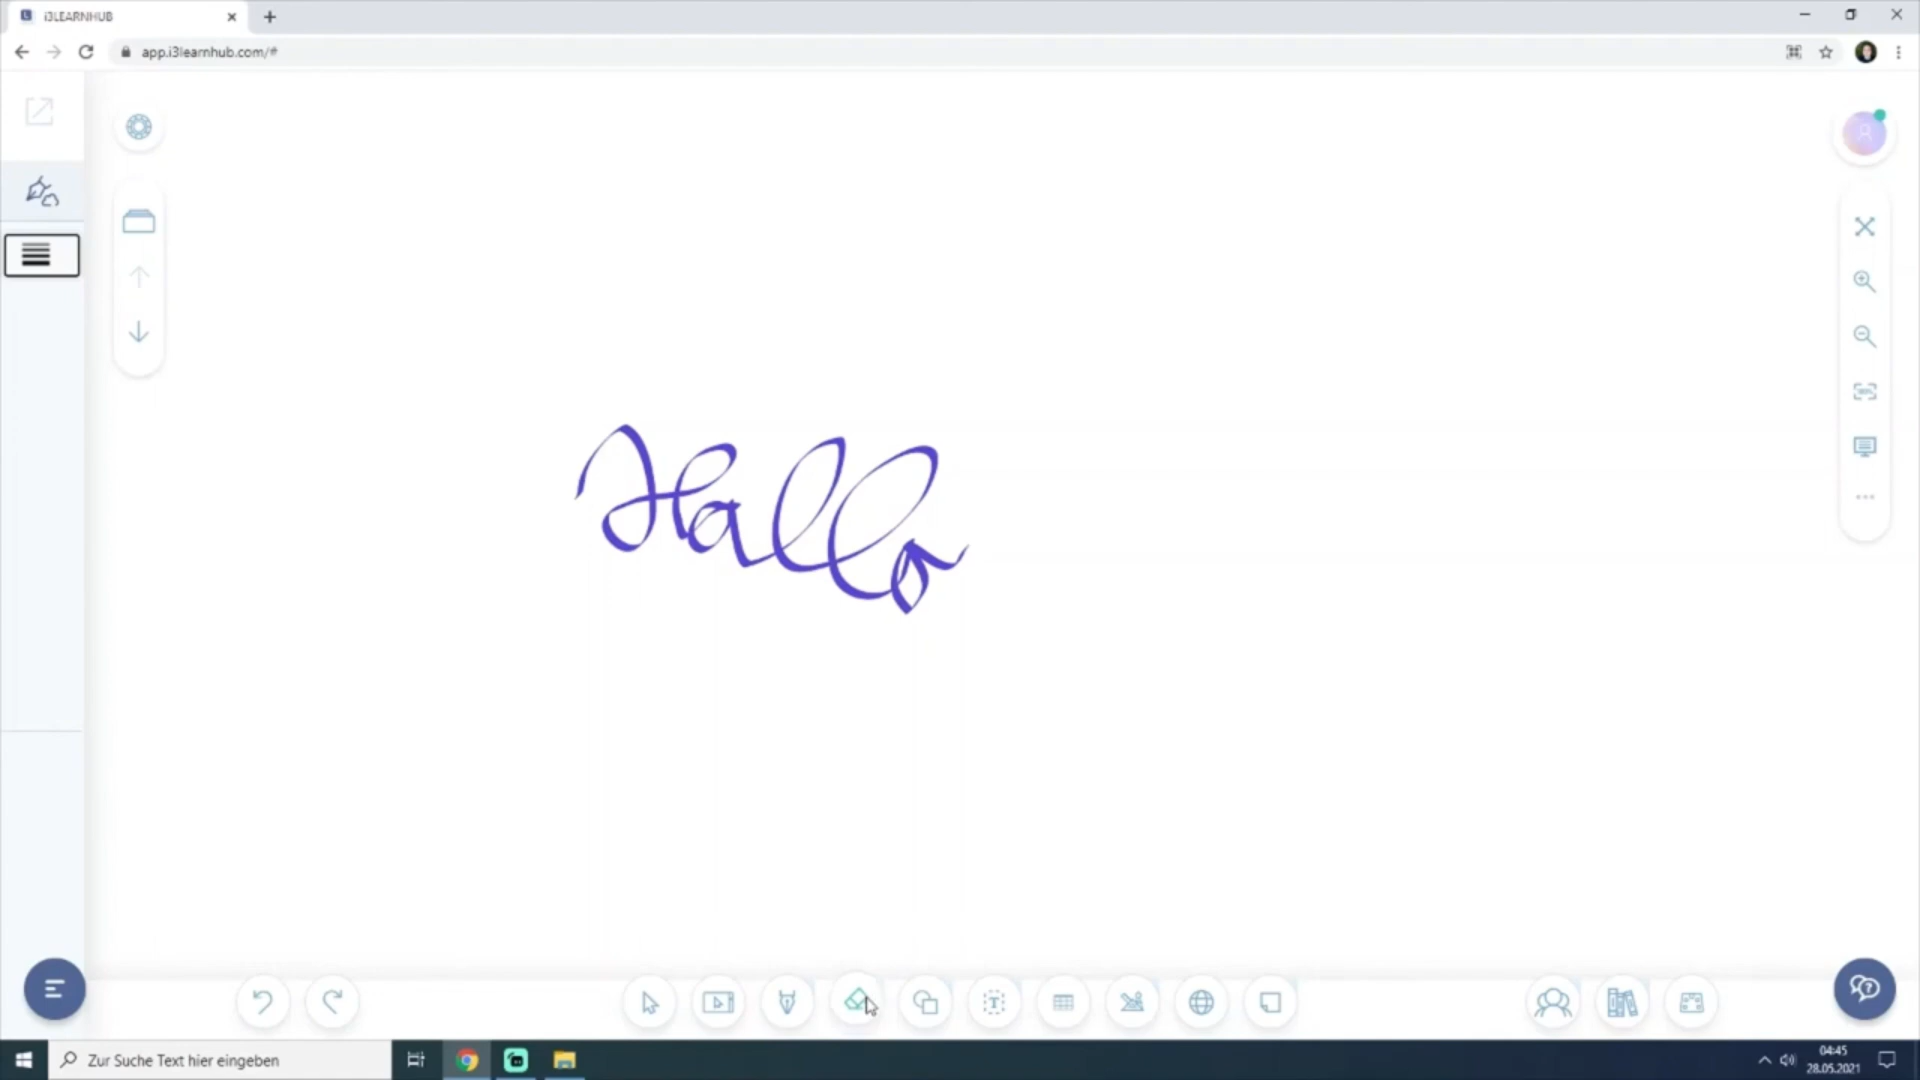 i3LEARNHUB
app.i3learnhub.com/#
Hallo
Zur Suche Text hier eingeben
04:45
28.05.2021